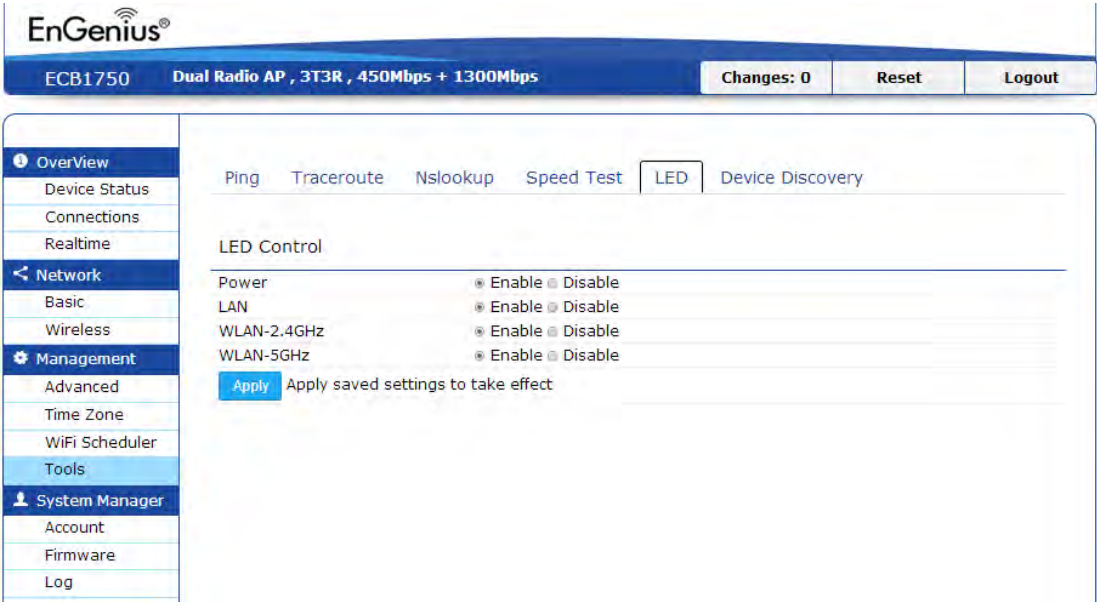 EnGenius®
ECB1750 Dual Radio AP , 3T3R , 450Mbps + 1300Mbps Changes: 0 Reset Logout
OverView
Device Status
Connections
Realtime
Network
Basic
Wireless
Management
Advanced
Time Zone
WiFi Scheduler
Tools
System Manager
Account
Firmware
Log
Ping Traceroute Nslookup Speed Test LED Device Discovery
LED Control
Power Enable Disable
LAN Enable Disable
WLAN-2.4GHz Enable Disable
WLAN-5GHz Enable Disable
Apply Apply saved settings to take effect